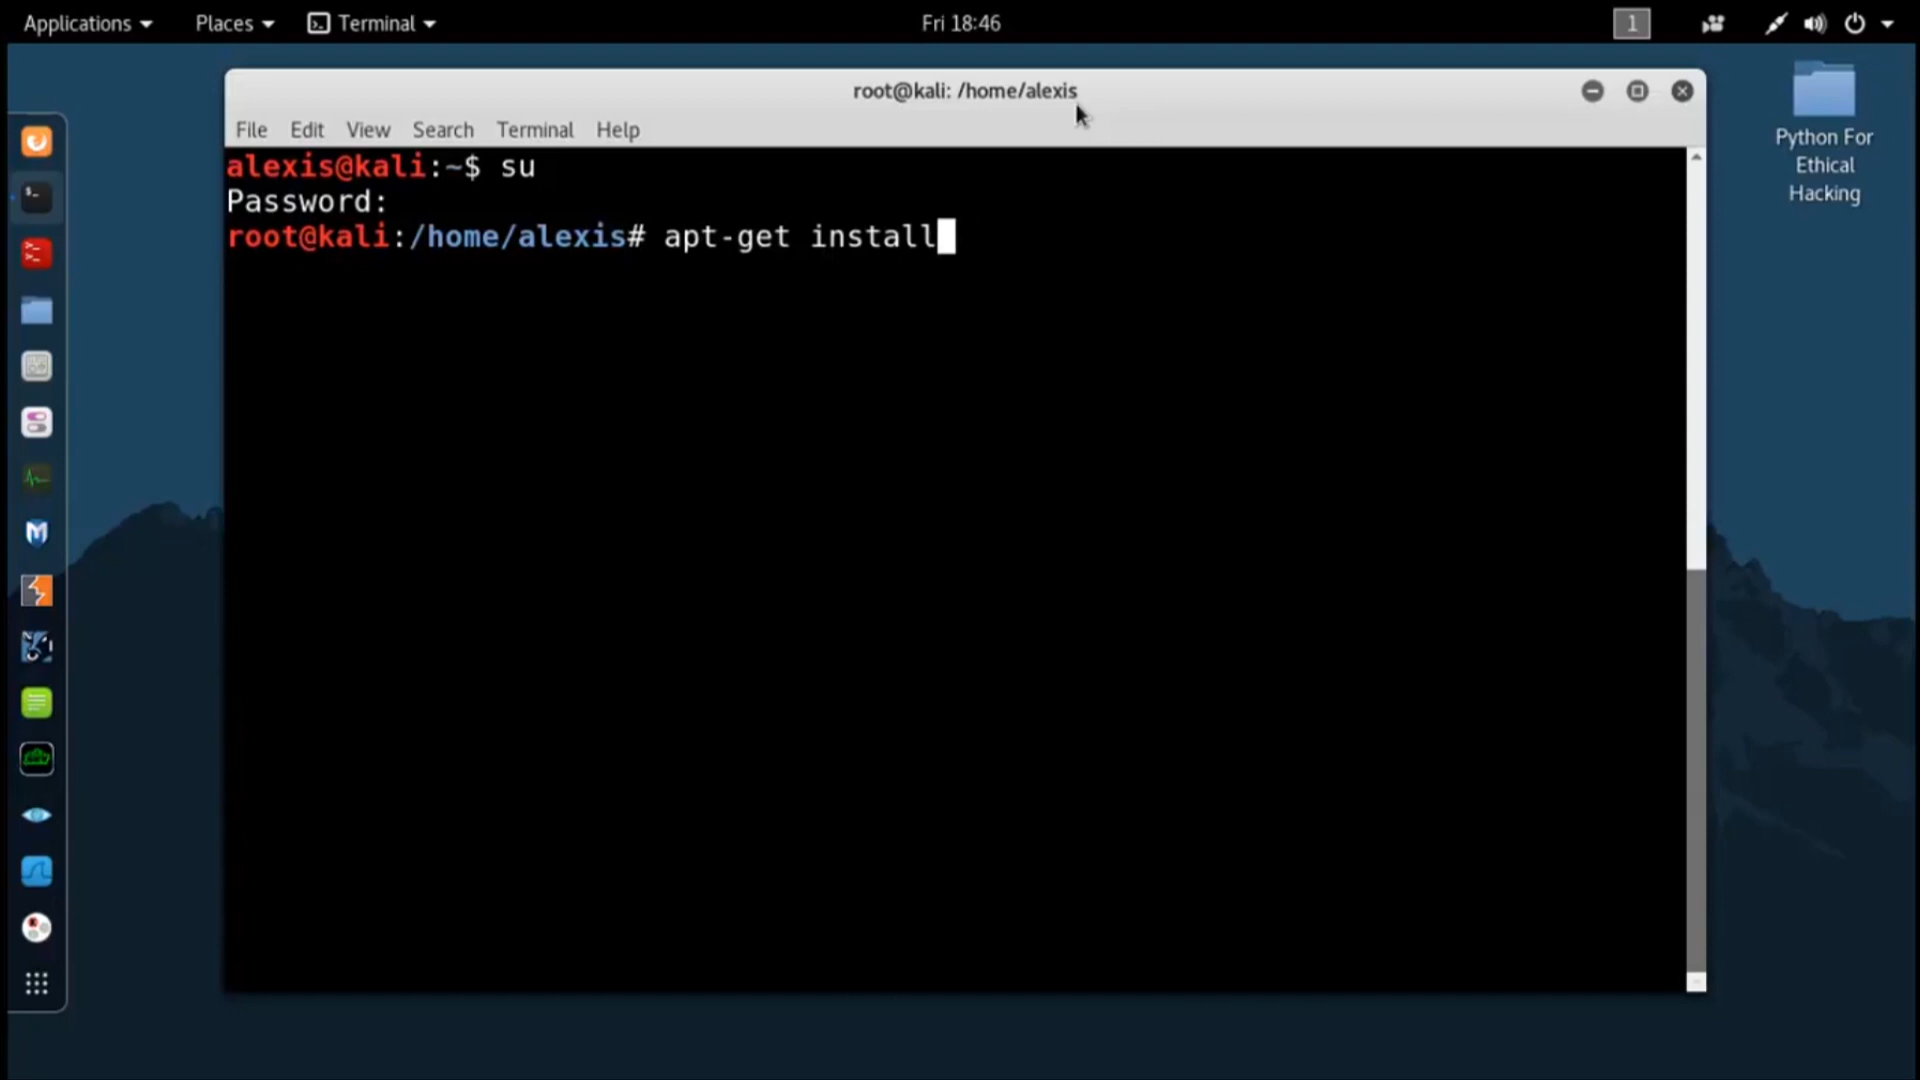 Applications
Places
Terminal
Fri 18:46
1
root@kali: /home/alexis
File Edit View Search Terminal Help
alexis@kali:~$ su
Password:
root@kali:/home/alexis# apt-get install
Python For
Ethical
Hacking